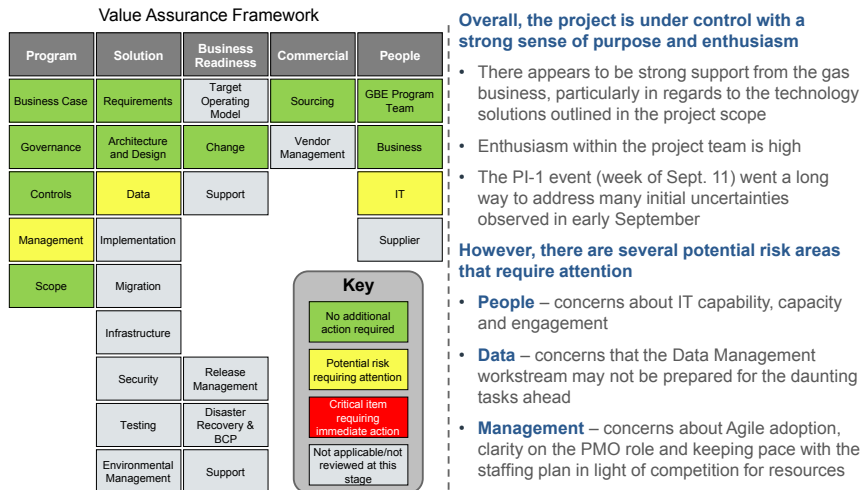 Value Assurance Framework
Program
Solution
Business
Readiness
Commercial
People
Business Case
Requirements
Target
Operating
Model
Sourcing
GBE Program
Team
Governance
Architecture
and Design
Change
Vendor
Management
Business
Controls
Data
Support
IT
Management
Implementation
Supplier
Scope
Migration
Infrastructure
Security
Release
Management
Testing
Disaster
Recovery &
BCP
Environmental
Management
Support
Key
No additional
action required
Potential risk
requiring attention
Critical item
requiring
immediate action
Not applicable/not
reviewed at this
stage
Overall, the project is under control with a
strong sense of purpose and enthusiasm
• There appears to be strong support from the gas
business, particularly in regards to the technology
solutions outlined in the project scope
• Enthusiasm within the project team is high
• The PI-1 event (week of Sept. 11) went a long
way to address many initial uncertainties
observed in early September
However, there are several potential risk areas
that require attention
• People – concerns about IT capability, capacity
and engagement
• Data – concerns that the Data Management
workstream may not be prepared for the daunting
tasks ahead
• Management – concerns about Agile adoption,
clarity on the PMO role and keeping pace with the
staffing plan in light of competition for resources